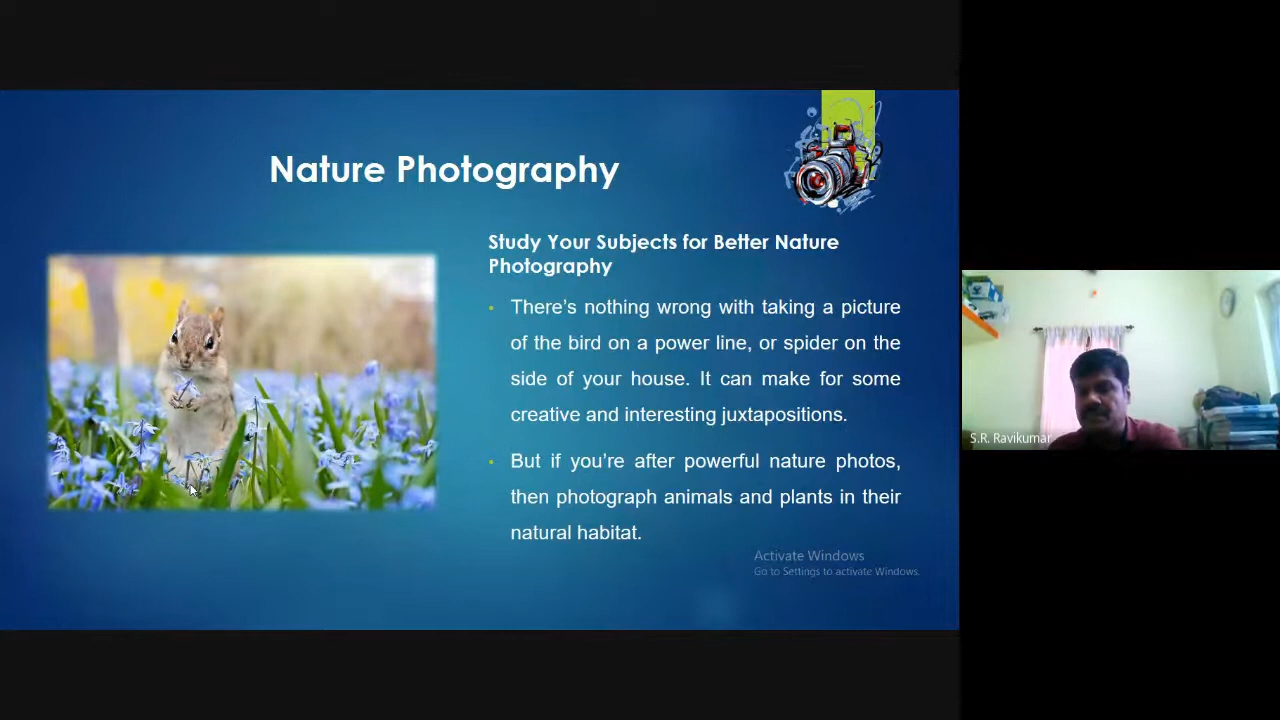 Nature Photography
Study Your Subjects for Better Nature
Photography
• There’s nothing wrong with taking a picture
of the bird on a power line, or spider on the
side of your house. It can make for some
creative and interesting juxtapositions.
• But if you’re after powerful nature photos,
then photograph animals and plants in their
natural habitat.
Activate Windows
Go to Settings to activate Windows.
S.R. Ravikumar